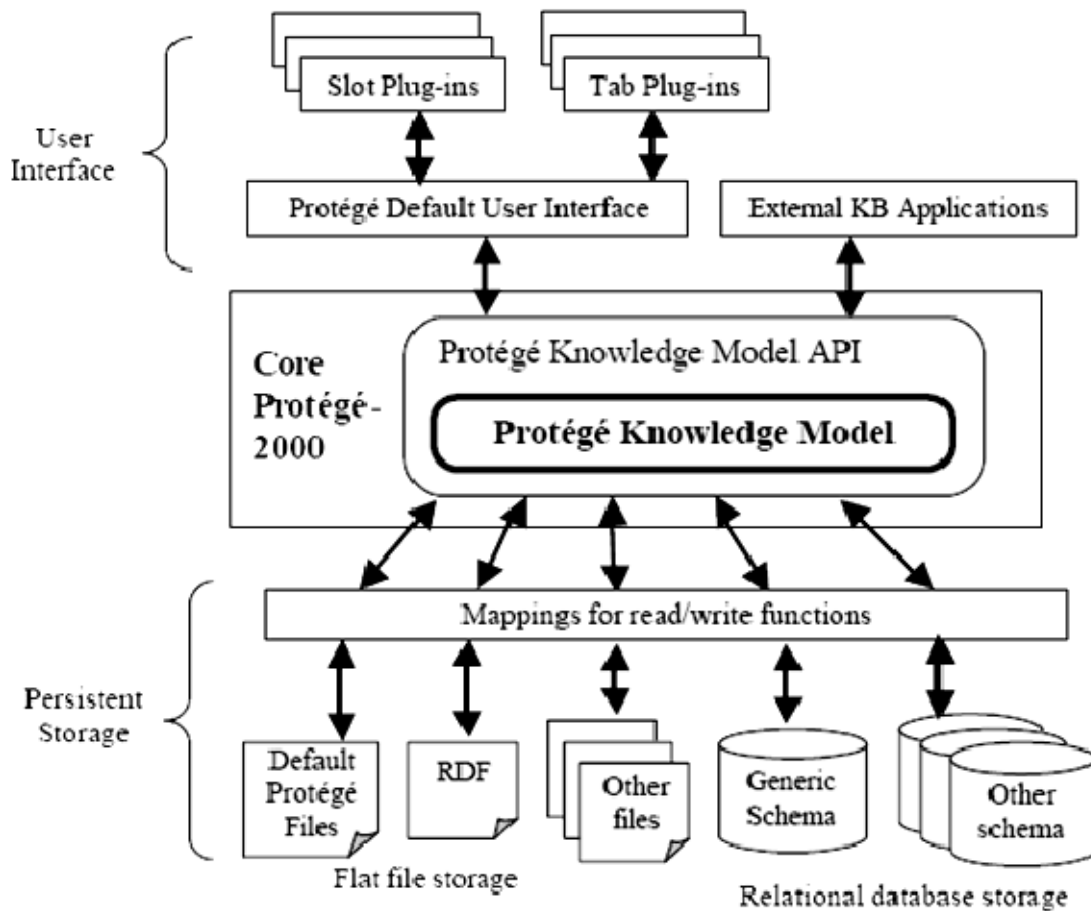 Slot Plug-ins
Tab Plug-ins
User
Interface
Protégé Default User Interface
External KB Applications
Core
Protégé-
2000
Protégé Knowledge Model API
Protégé Knowledge Model
Mappings for read/write functions
Persistent
Storage
Default
Protégé
Files
RDF
Other
files
Generic
Schema
Other
schema
Flat file storage
Relational database storage